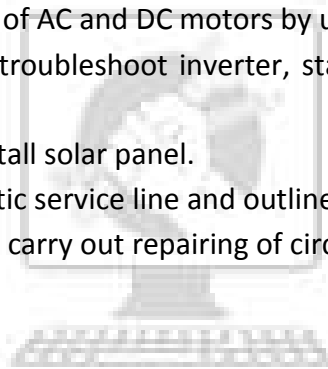 of AC and DC motors by u
troubleshoot inverter, sta
tall solar panel.
tic service line and outline
carry out repairing of circ